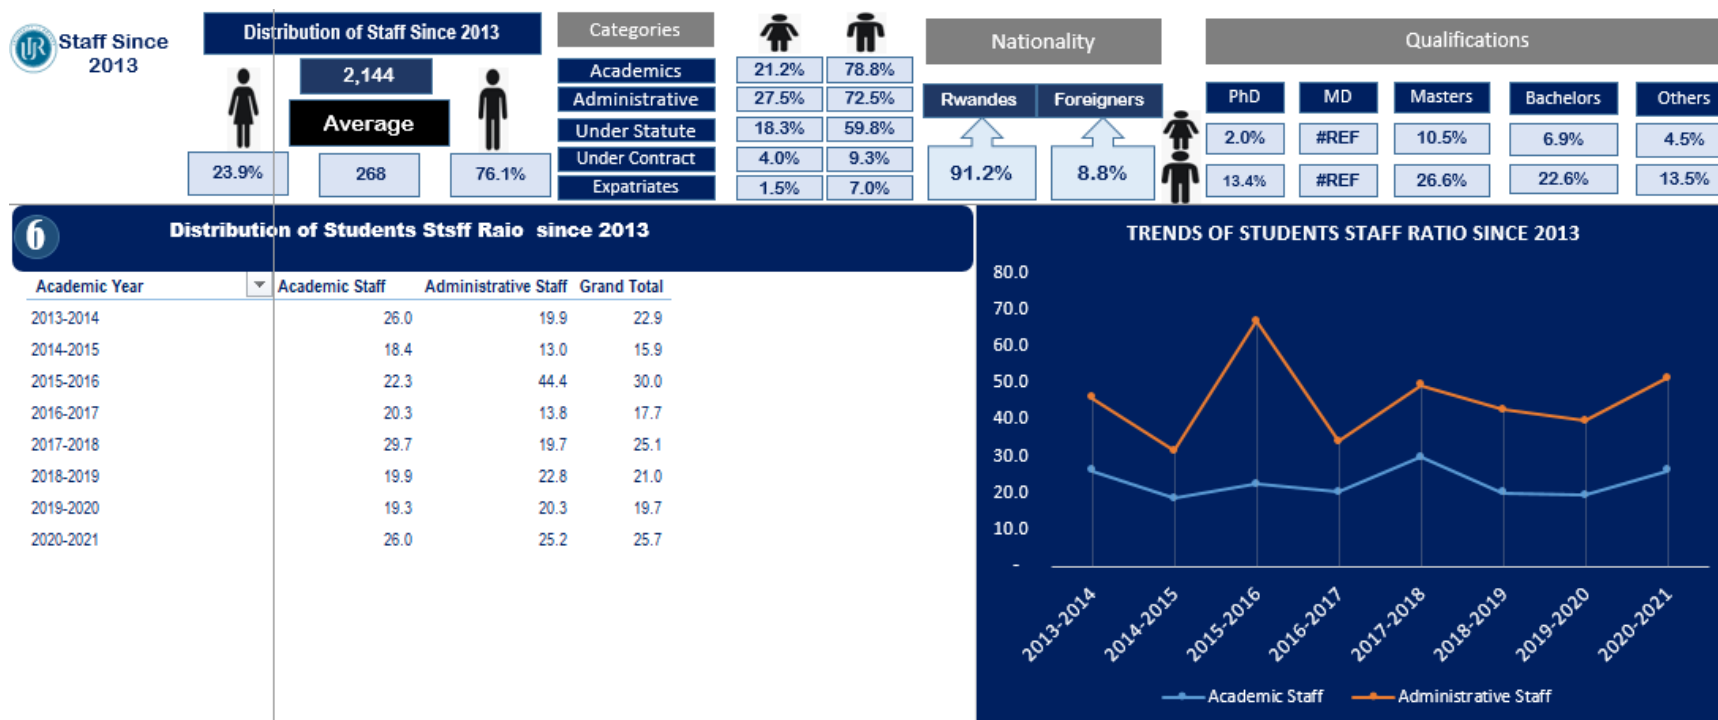 UR
Staff Since
2013
Distribution of Staff Since 2013
2,144
Average
23.9%
268
76.1%
Categories
Academics 21.2% 78.8%
Administrative 27.5% 72.5%
Under Statute 18.3% 59.8%
Under Contract 4.0% 9.3%
Expatriates 1.5% 7.0%
Nationality
Rwandes Foreigners
91.2% 8.8%
Qualifications
PhD MD Masters Bachelors Others
2.0% #REF 10.5% 6.9% 4.5%
13.4% #REF 26.6% 22.6% 13.5%
6 Distribution of Students Stsff Raio since 2013
Academic Year Academic Staff Administrative Staff Grand Total
2013-2014 26.0 19.9 22.9
2014-2015 18.4 13.0 15.9
2015-2016 22.3 44.4 30.0
2016-2017 20.3 13.8 17.7
2017-2018 29.7 19.7 25.1
2018-2019 19.9 22.8 21.0
2019-2020 19.3 20.3 19.7
2020-2021 26.0 25.2 25.7
TRENDS OF STUDENTS STAFF RATIO SINCE 2013
80.0
70.0
60.0
50.0
40.0
30.0
20.0
10.0
-
2013-2014 2014-2015 2015-2016 2016-2017 2017-2018 2018-2019 2019-2020 2020-2021
Academic Staff Administrative Staff